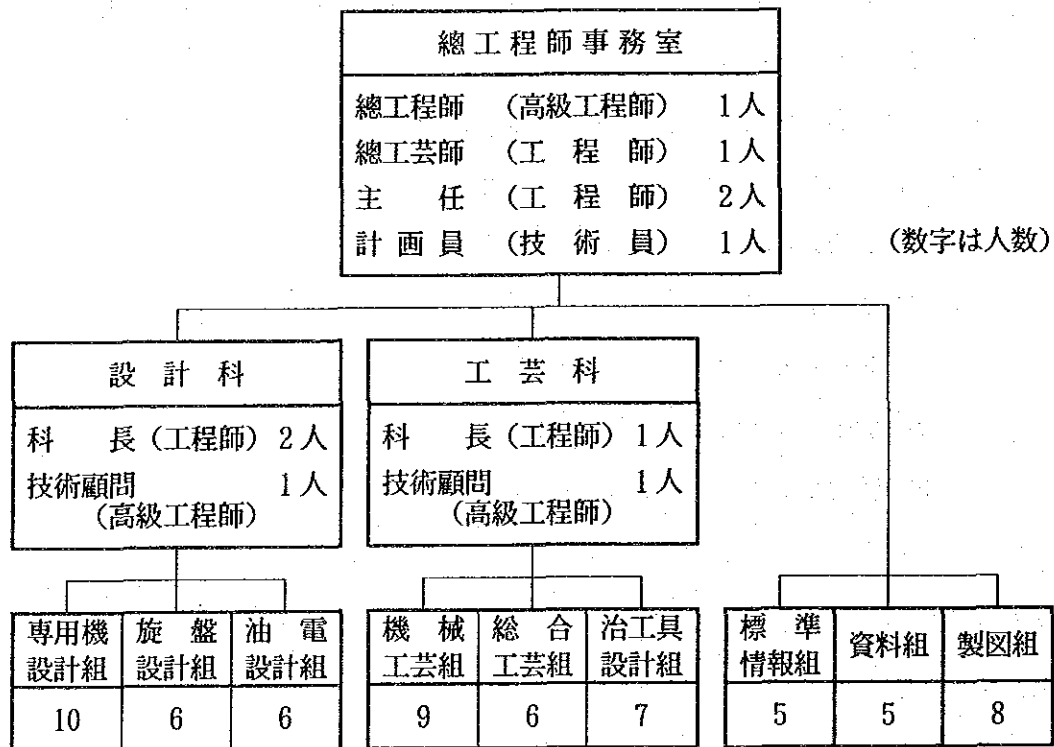 總工程師事務室
總工程師 (高級工程師) 1人
總工芸師 (工程師) 1人
主任 (工程師) 2人
計画員 (技術員) 1人
(数字は人数)
設計科
科長 (工程師) 2人
技術顧問 1人
(高級工程師)
工芸科
科長 (工程師) 1人
技術顧問 1人
(高級工程師)
専用機
設計組
10
旋盤
設計組
6
油電
設計組
6
機械
工芸組
9
総合
工芸組
6
治工具
設計組
7
標準
情報組
5
資料組
5
製図組
8